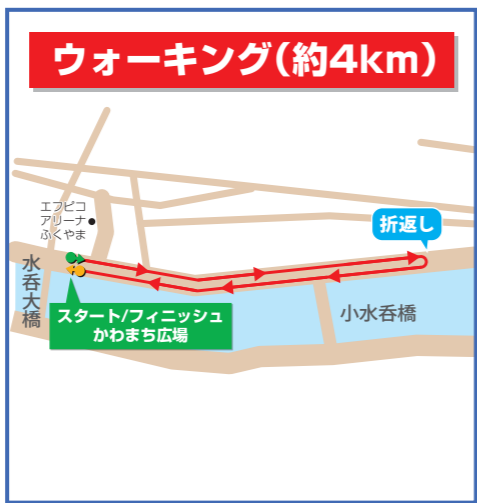 ウォーキング(約4km)
エフピコ
アリーナ
ふくやま
折返し
水呑大橋
スタート/フィニッシュ
かわまち広場
小水呑橋